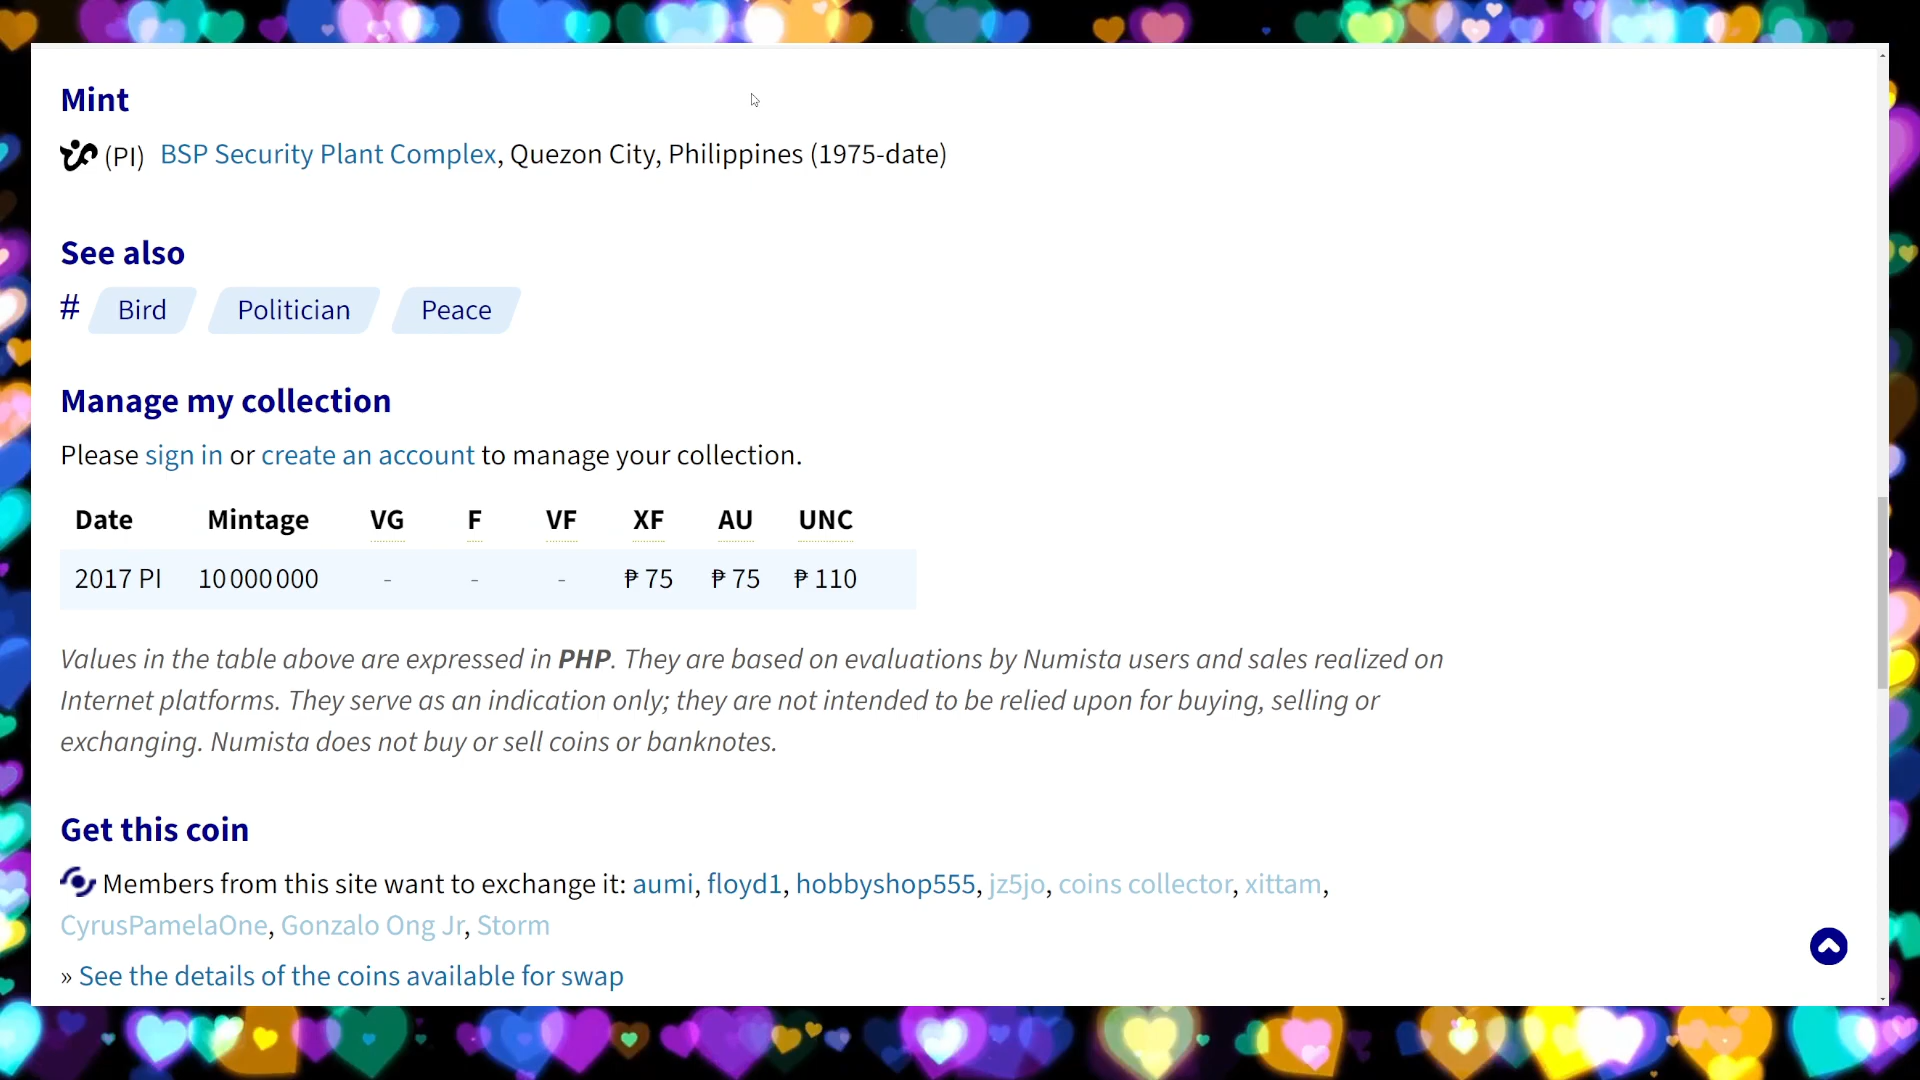 Mint
(PI) BSP Security Plant Complex, Quezon City, Philippines (1975-date)
See also
# Bird Politician Peace
Manage my collection
Please sign in or create an account to manage your collection.
Date Mintage VG F VF XF AU UNC
2017 PI 10 000 000 - - - ₱ 75 ₱ 75 ₱ 110
Values in the table above are expressed in PHP. They are based on evaluations by Numista users and sales realized on
Internet platforms. They serve as an indication only; they are not intended to be relied upon for buying, selling or
exchanging. Numista does not buy or sell coins or banknotes.
Get this coin
Members from this site want to exchange it: aumi, floyd1, hobbyshop555, jz5jo, coins collector, xittam,
CyrusPamelaOne, Gonzalo Ong Jr, Storm
» See the details of the coins available for swap